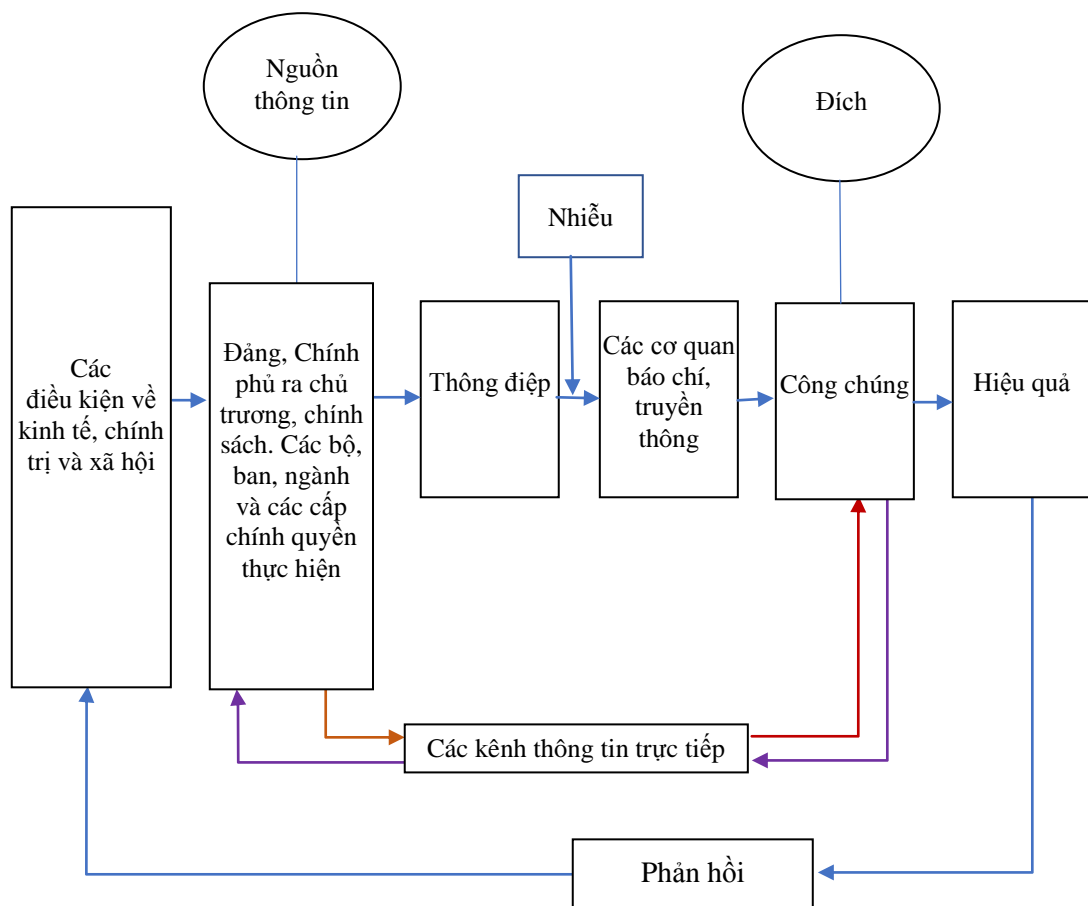 Nguồn
thông tin
Đích
Nhiễu
Các
điều kiện về
kinh tế, chính
trị và xã hội
Đảng, Chính
phủ ra chủ
trương, chính
sách. Các bộ,
ban, ngành
và các cấp
chính quyền
thực hiện
Thông điệp
Các cơ quan
báo chí,
truyền
thông
Công chúng
Hiệu quả
Các kênh thông tin trực tiếp
Phản hồi